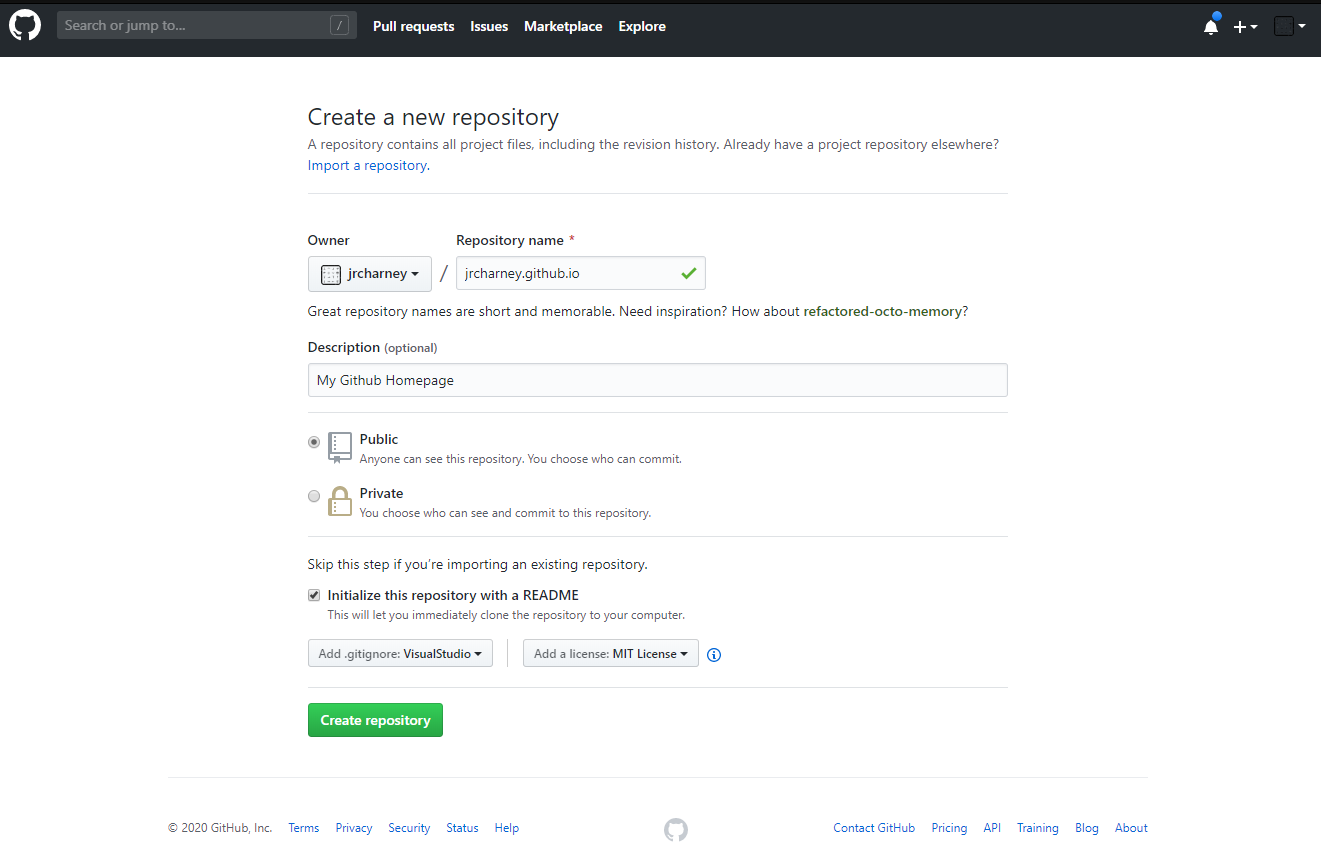 Search or jump to... /
Pull requests Issues Marketplace Explore
Create a new repository
A repository contains all project files, including the revision history. Already have a project repository elsewhere?
Import a repository.
Owner
Repository name *
jrcharney / jrcharney.github.io
Great repository names are short and memorable. Need inspiration? How about refactored-octo-memory?
Description (optional)
My Github Homepage
Public
Anyone can see this repository. You choose who can commit.
Private
You choose who can see and commit to this repository.
Skip this step if you're importing an existing repository.
Initialize this repository with a README
This will let you immediately clone the repository to your computer.
Add .gitignore: VisualStudio Add a license: MIT License
Create repository
© 2020 GitHub, Inc. Terms Privacy Security Status Help Contact GitHub Pricing API Training Blog About